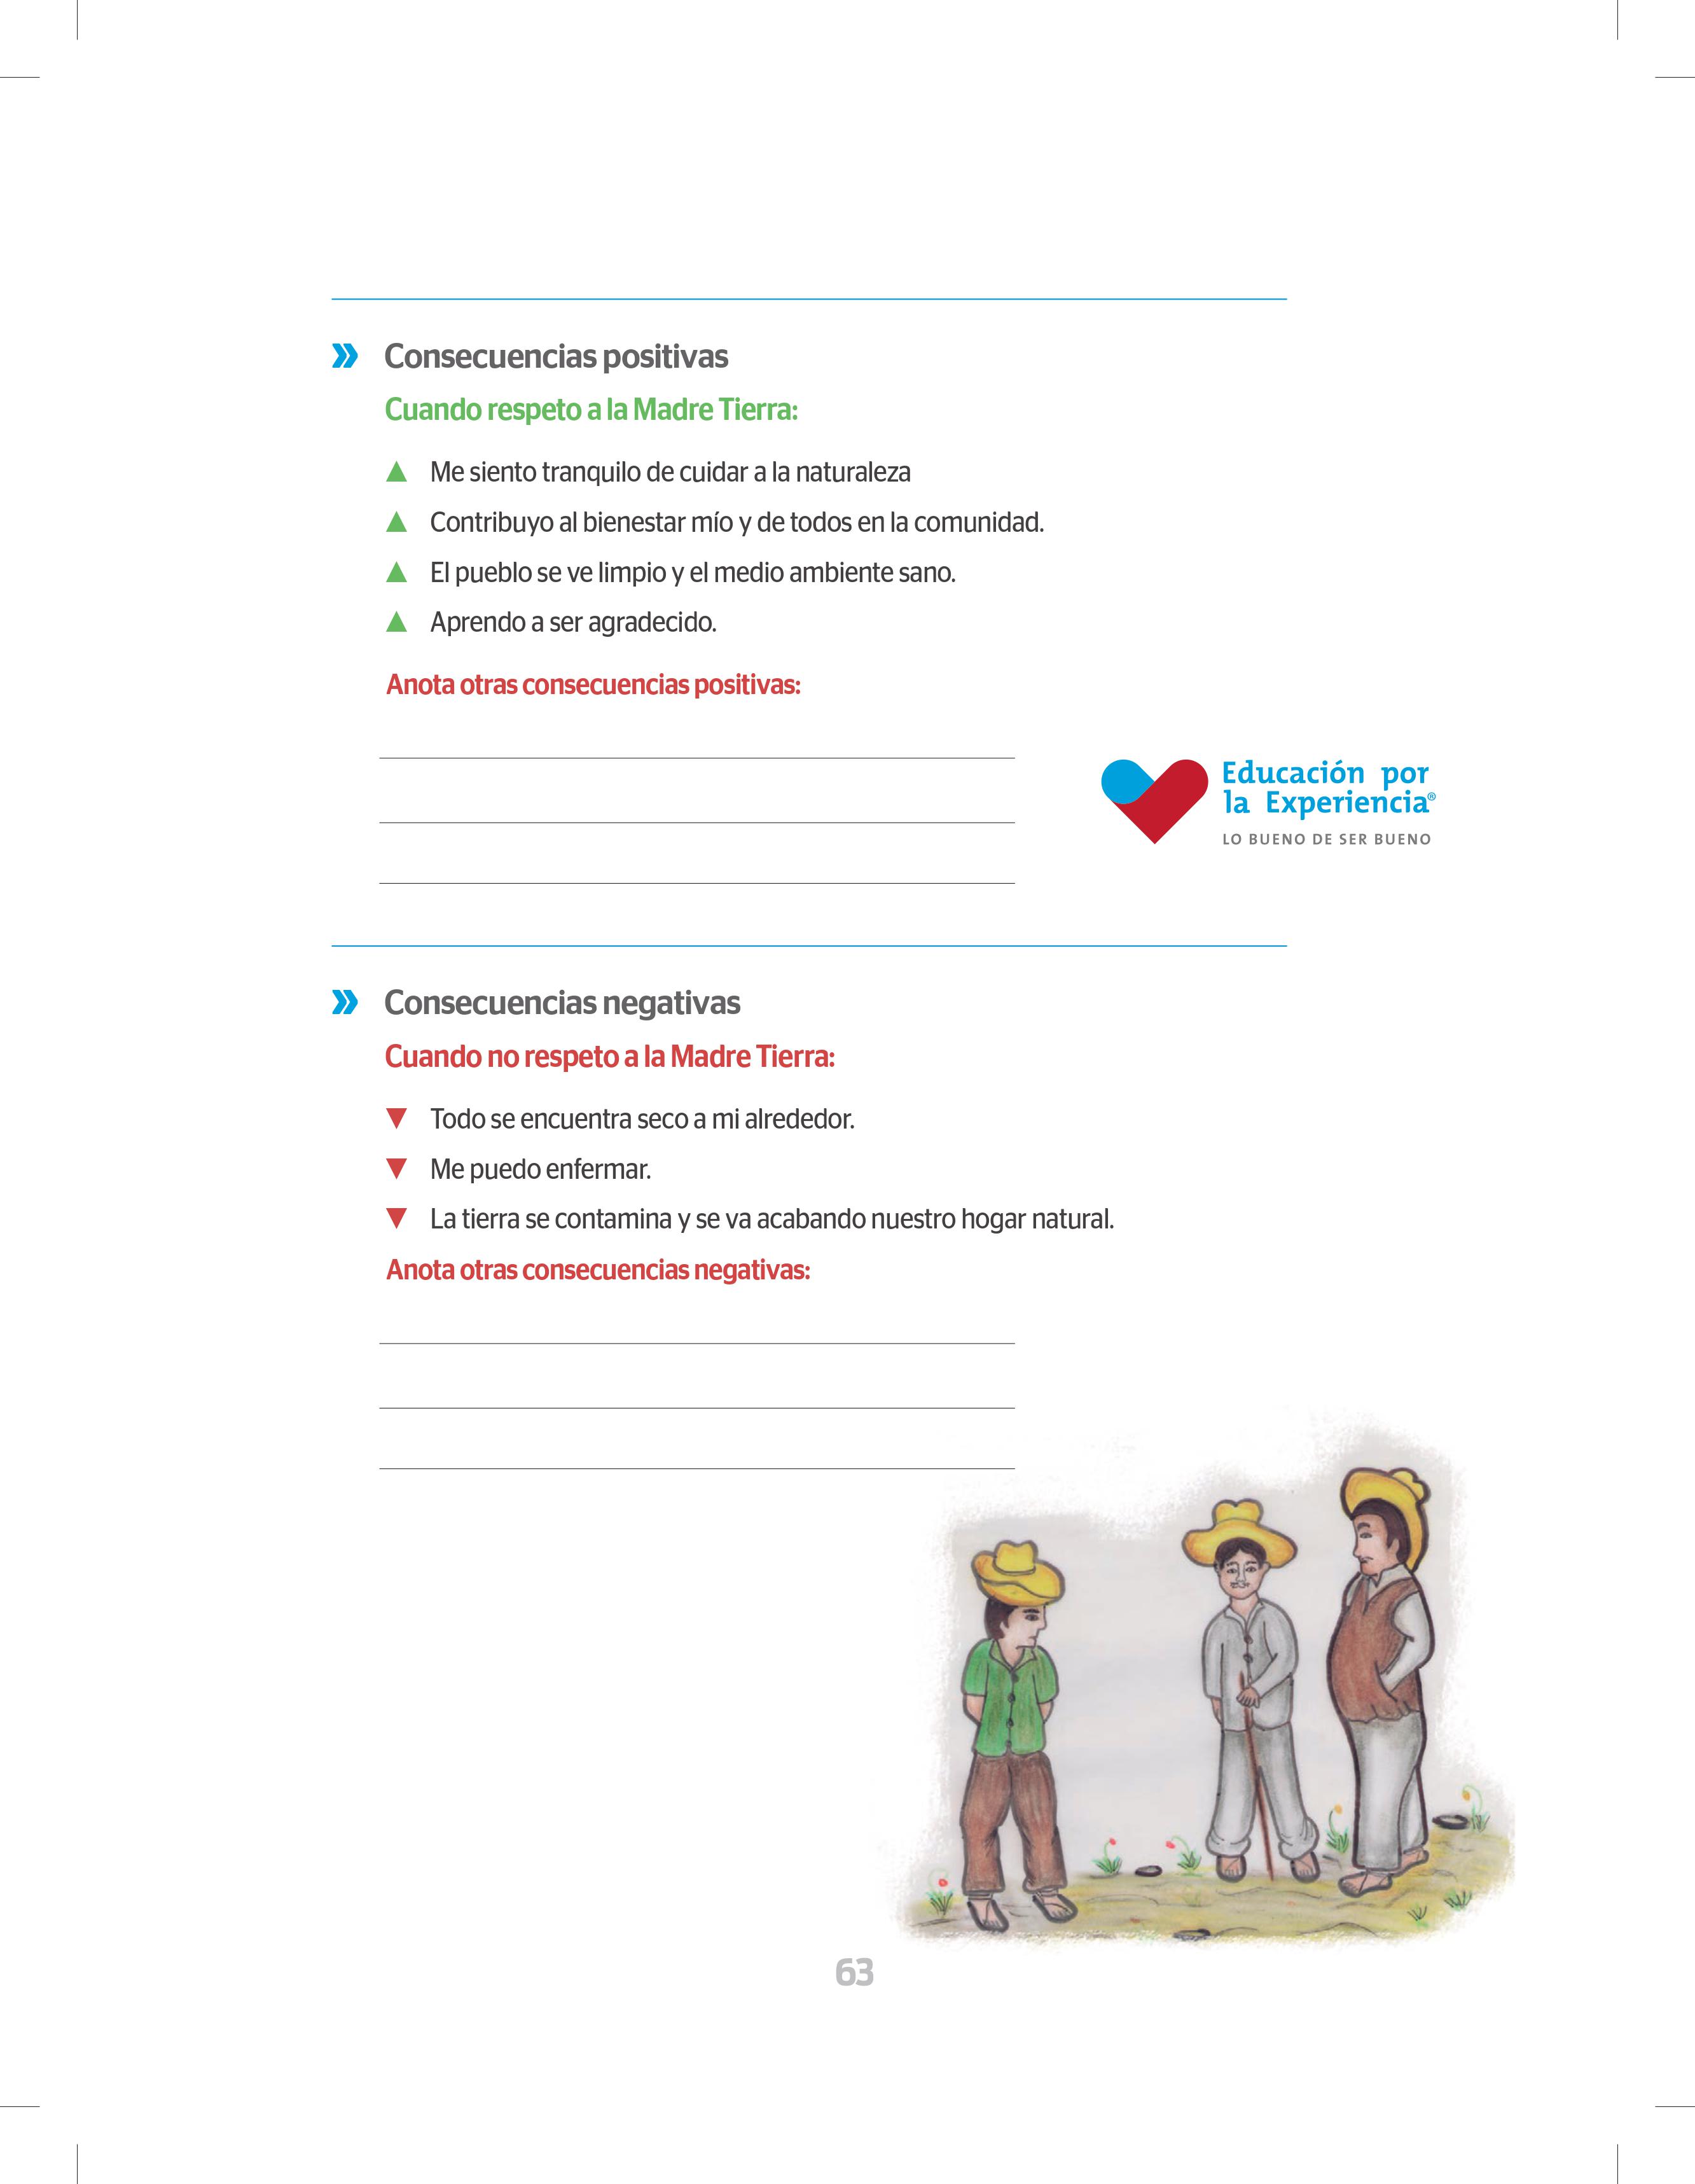 Consecuencias positivas
Cuando respeto a la Madre Tierra:
Me siento tranquilo de cuidar a la naturaleza
Contribuyo al bienestar mío y de todos en la comunidad.
El pueblo se ve limpio y el medio ambiente sano.
Aprendo a ser agradecido.
Anota otras consecuencias positivas:
Educación por
la Experiencia®
LO BUENO DE SER BUENO
Consecuencias negativas
Cuando no respeto a la Madre Tierra:
Todo se encuentra seco a mi alrededor.
Me puedo enfermar.
La tierra se contamina y se va acabando nuestro hogar natural.
Anota otras consecuencias negativas:
63